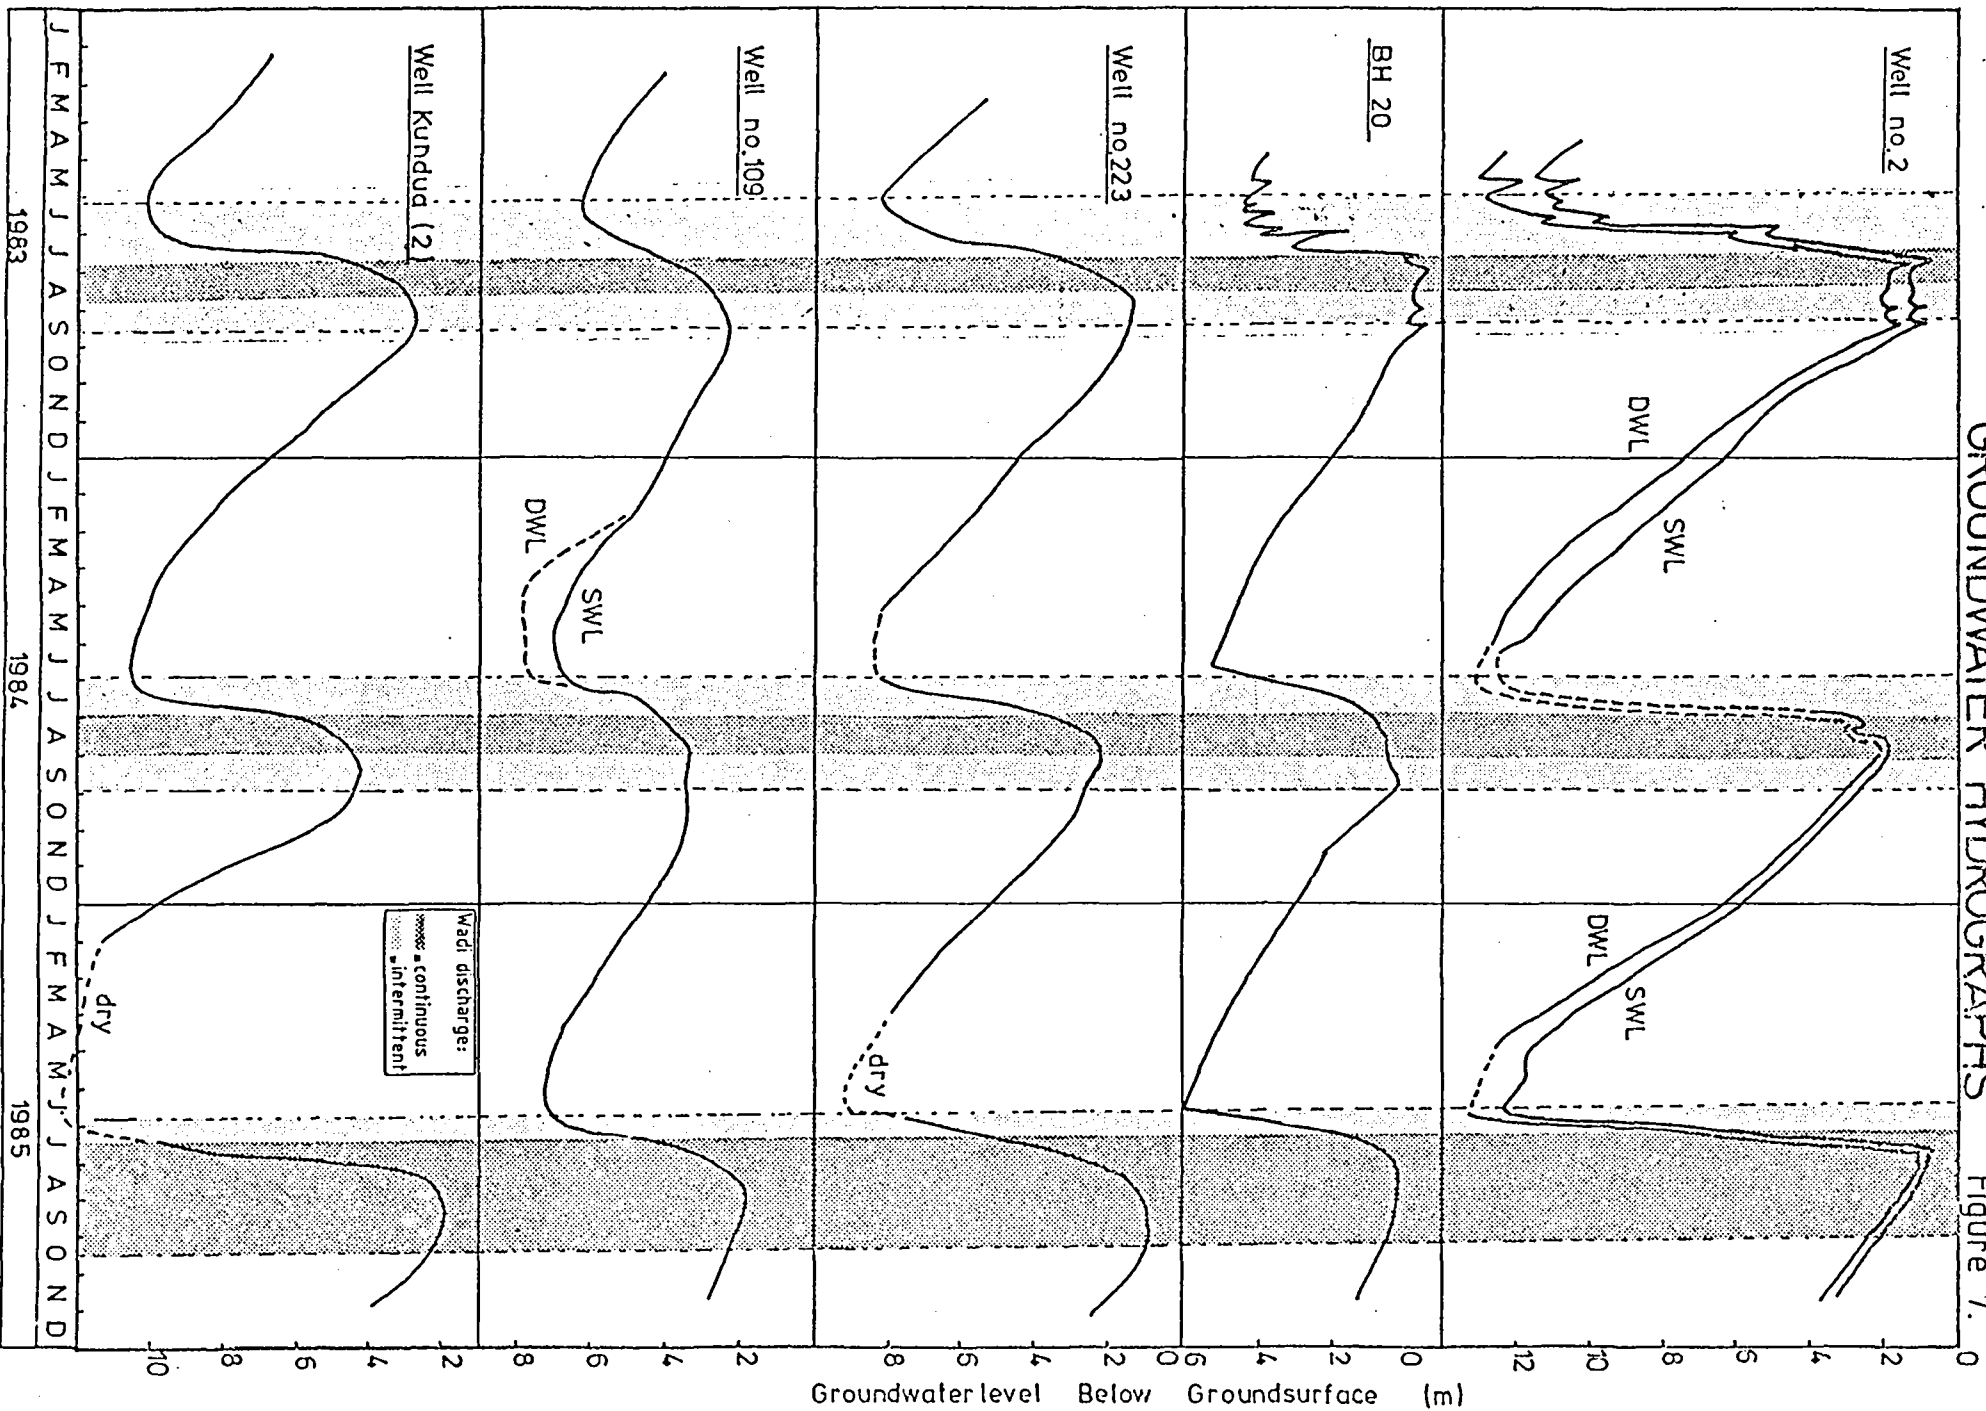 GROUNDWATER HYDROGRAPHS
Figure 7.
Well no.2
DWL
SWL
DWL
SWL
0
2
4
6
8
10
12
BH 20
0
2
4
6
Well no.223
dry
0
2
4
6
8
Well no.109
DWL
SWL
2
4
6
8
Well Kundua (2)
dry
Wadi discharge:
= continuous
= intermittent
2
4
6
8
10
J F M A M J J A S O N D J F M A M J J A S O N D J F M A M J J A S O N D
1983 1984 1985
Groundwaterlevel Below Groundsurface (m)